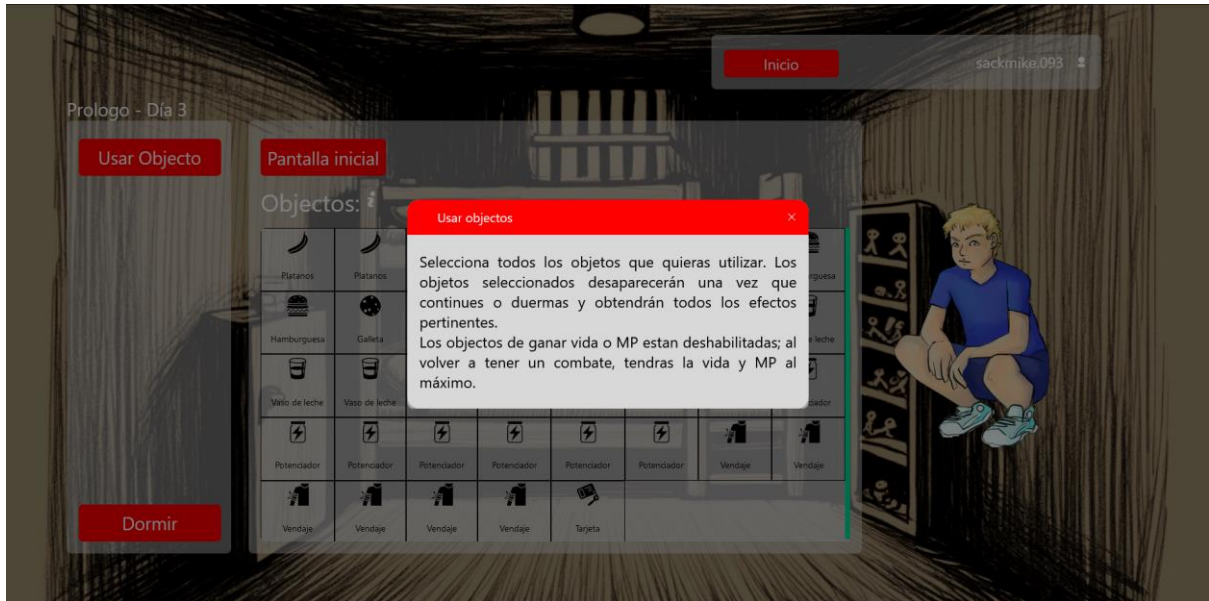 Inicio
sackmike.093
Prologo - Día 3
Usar Objecto
Pantalla inicial
Objectos:
Usar objectos
×
Selecciona todos los objetos que quieras utilizar. Los
objetos seleccionados desaparecerán una vez que
continues o duermas y obtendrán todos los efectos
pertinentes.
Los objectos de ganar vida o MP estan deshabilitadas; al
volver a tener un combate, tendras la vida y MP al
máximo.
Platanos
Platanos
Hamburguesa
Galleta
Vaso de leche
Vaso de leche
Potenciador
Potenciador
Potenciador
Potenciador
Potenciador
Potenciador
Vendaje
Vendaje
Vendaje
Vendaje
Vendaje
Vendaje
Tarjeta
Dormir